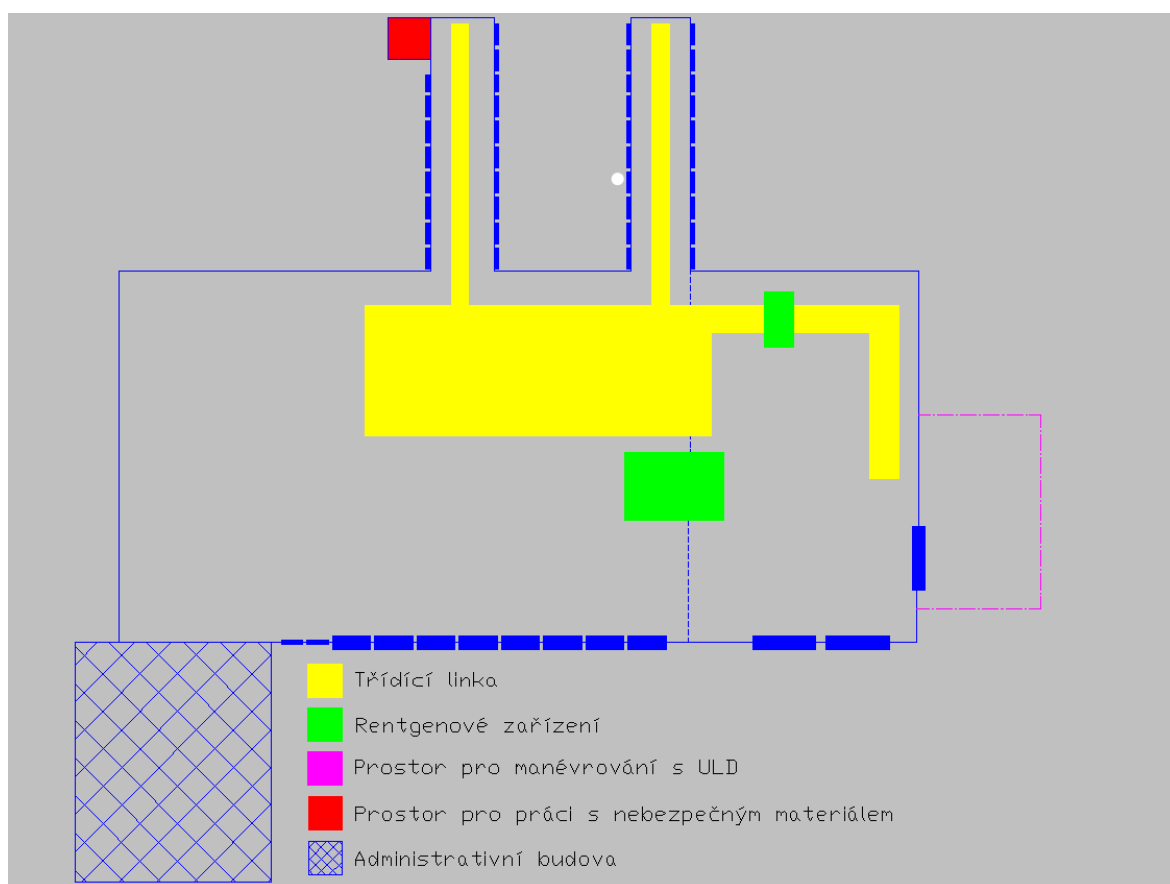 Třídící linka
Rentgenové zařízení
Prostor pro manévrování s ULD
Prostor pro práci s nebezpečným materiálem
Administrativní budova